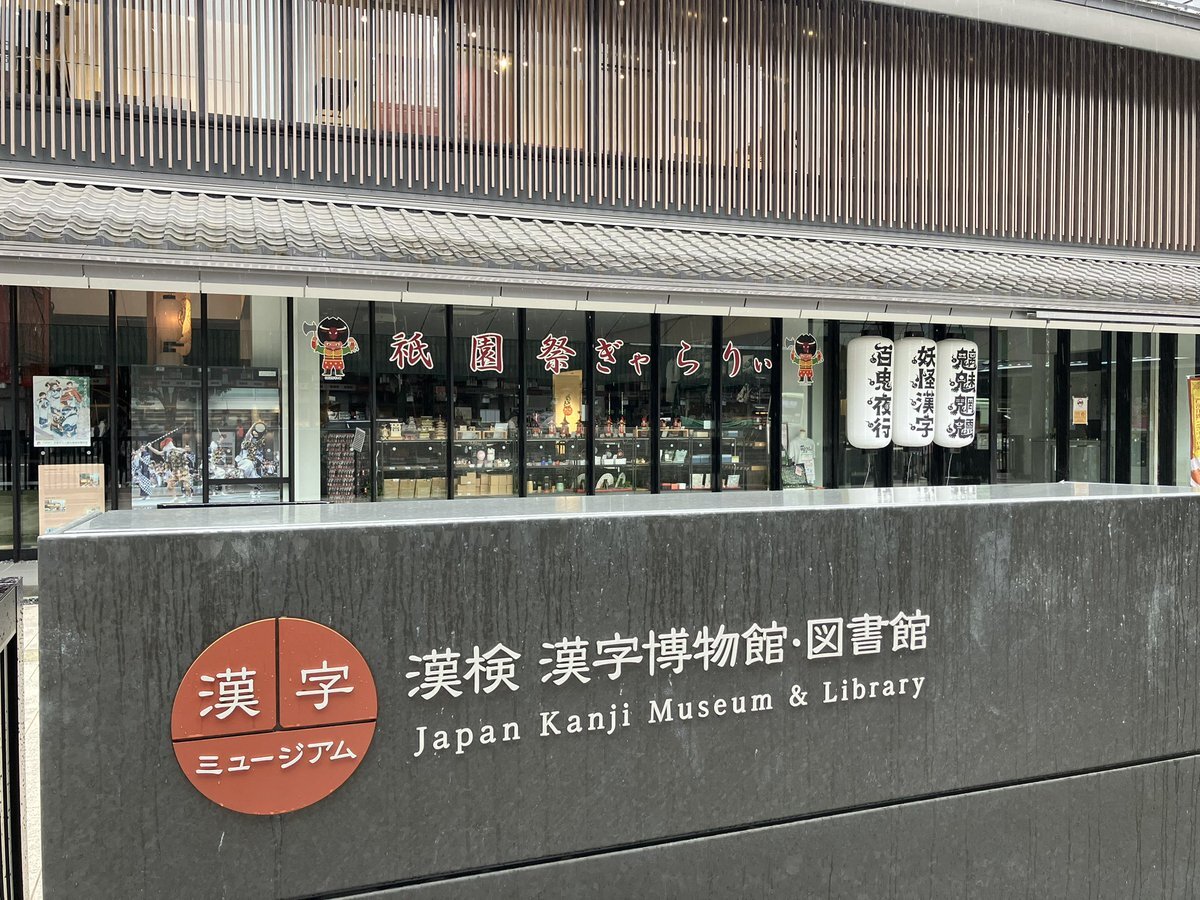 祇園祭ぎゃらりぃ
百鬼夜行
妖怪漢字
魑魅魍魎
漢字
ミュージアム
漢検 漢字博物館・図書館
Japan Kanji Museum & Library